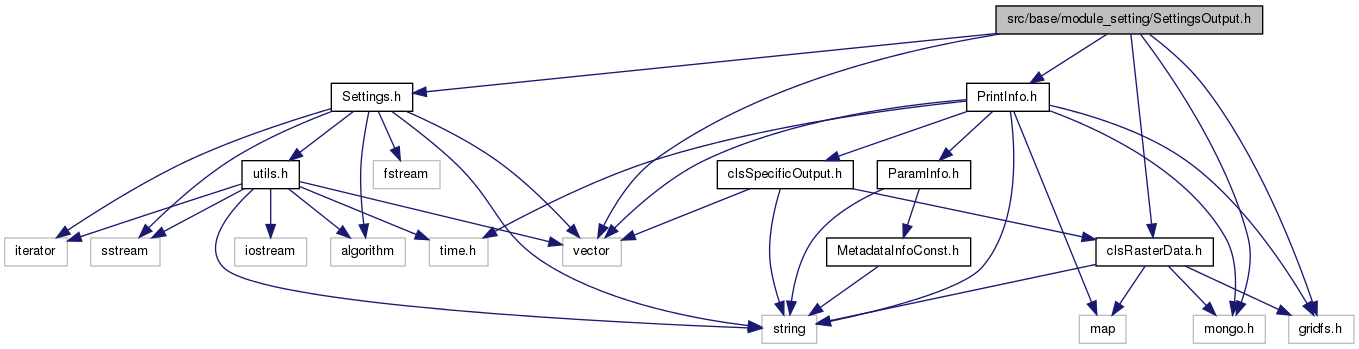 src/base/module_setting/SettingsOutput.h
Settings.h
PrintInfo.h
utils.h
fstream
clsSpecificOutput.h
ParamInfo.h
iterator
sstream
iostream
algorithm
time.h
vector
MetadataInfoConst.h
clsRasterData.h
string
map
mongo.h
gridfs.h